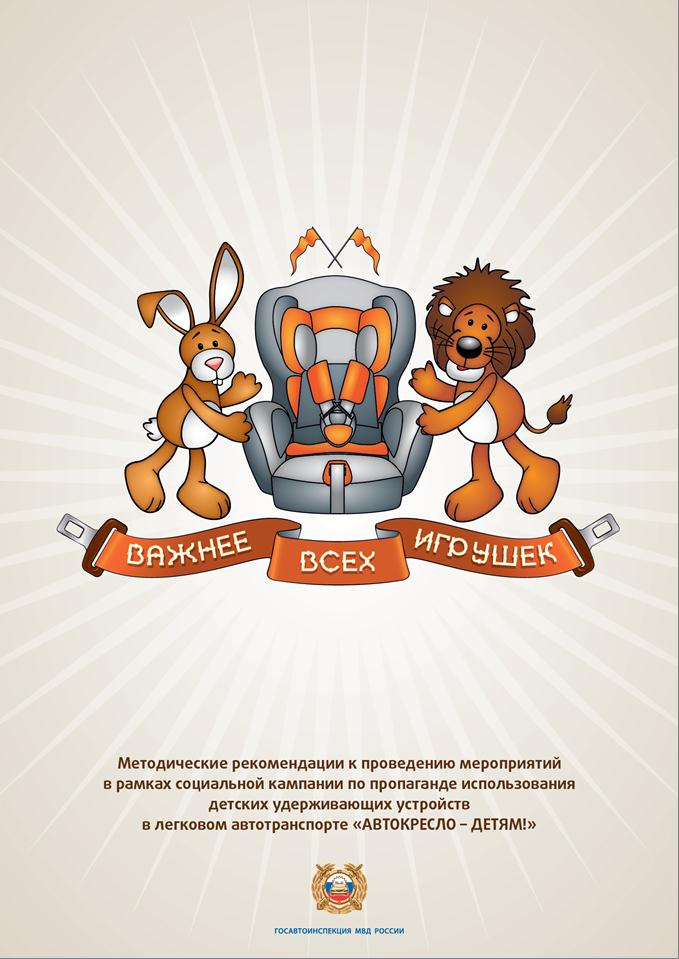 ВАЖНЕЕ ВСЕХ ИГРУШЕК
Методические рекомендации к проведению мероприятий
в рамках социальной кампании по пропаганде использования
детских удерживающих устройств
в легковом автотранспорте «АВТОКРЕСЛО – ДЕТЯМ!»
ГОСАВТОИНСПЕКЦИЯ МВД РОССИИ